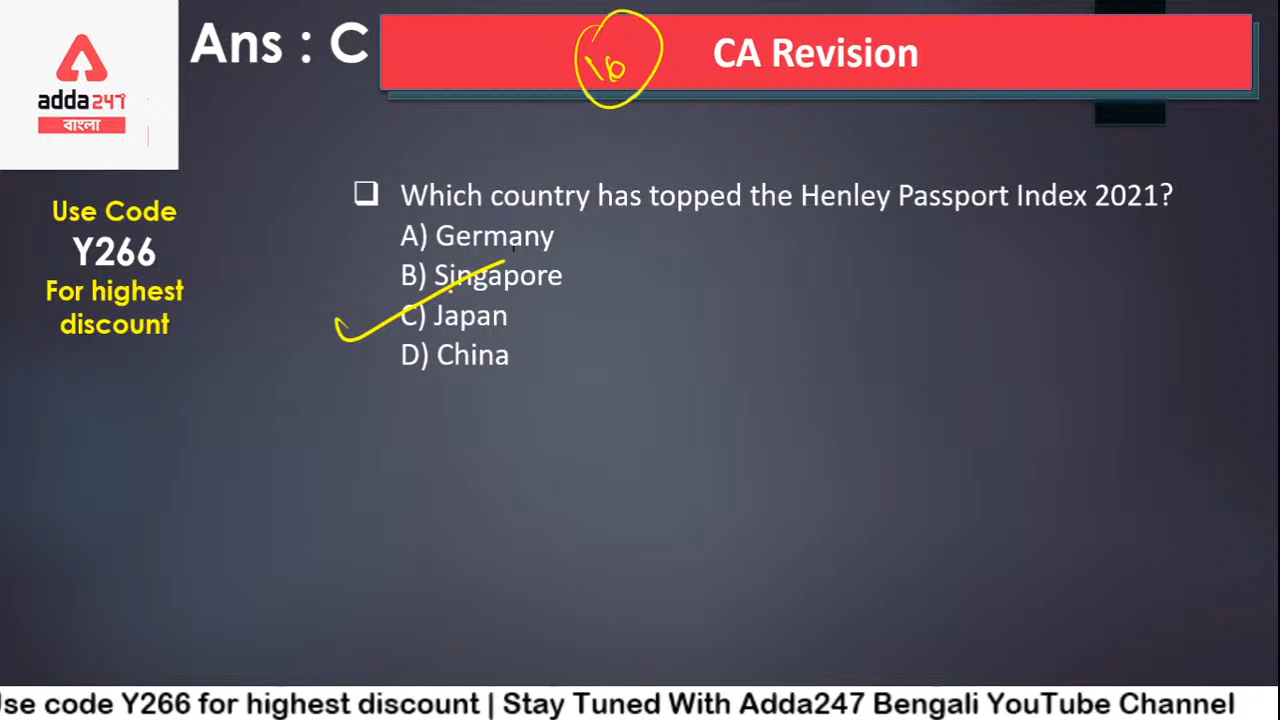 Ans : C
16
CA Revision
adda247
বাংলা
Use Code
Y266
For highest
discount
❑ Which country has topped the Henley Passport Index 2021?
A) Germany
B) Singapore
C) Japan
D) China
Use code Y266 for highest discount | Stay Tuned With Adda247 Bengali YouTube Channel